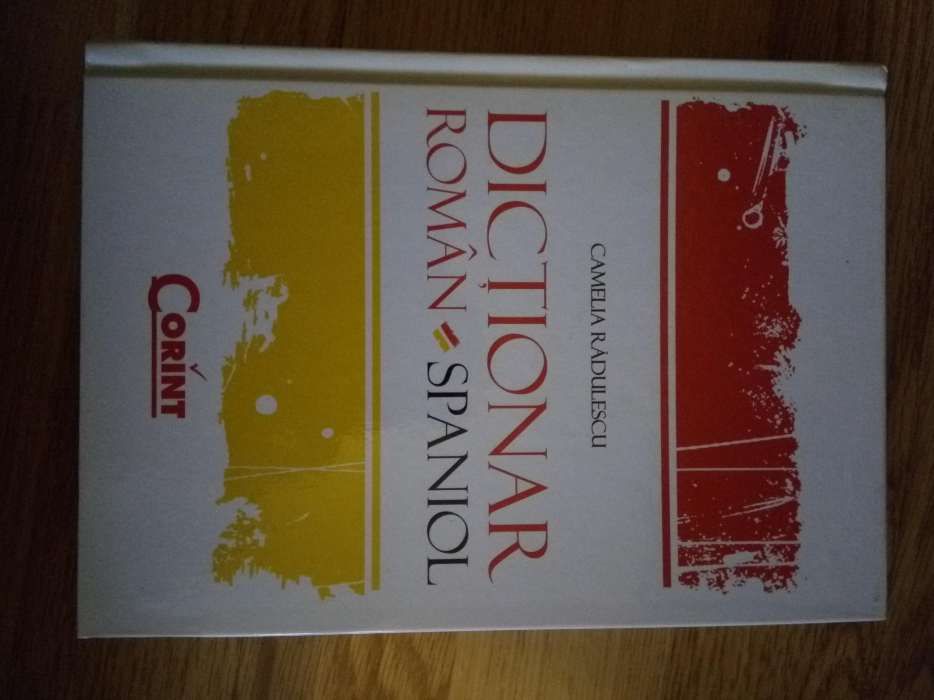 CAMELIA RĂDULESCU
DICȚIONAR
ROMÂN SPANIOL
CORINT